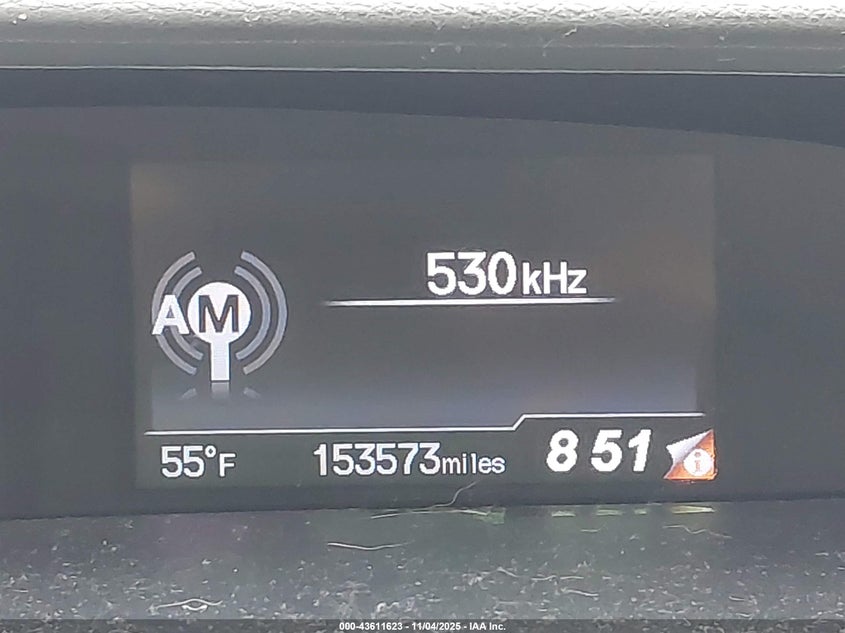 530kHz
AM
55°F 153573miles 8 51 i
000-43611623 - 11/04/2025 - IAA Inc.